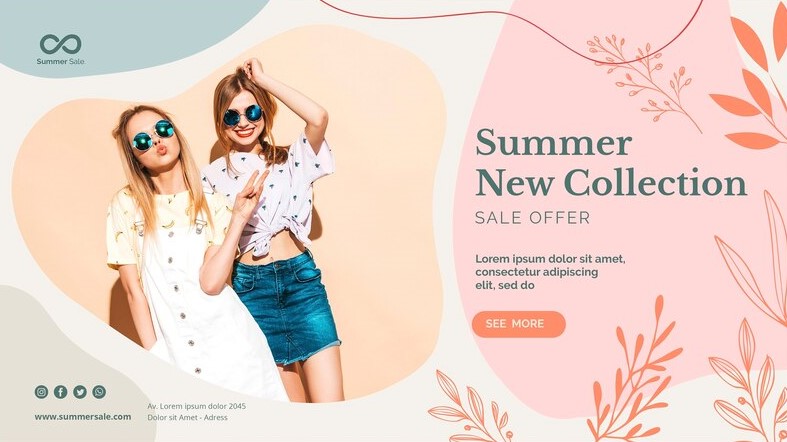 Summer Sale
Summer
New Collection
SALE OFFER
Lorem ipsum dolor sit amet,
consectetur adipiscing
elit, sed do
SEE MORE
www.summersale.com
Av. Lorem ipsum dolor 2045
Dolor sit Amet - Adress